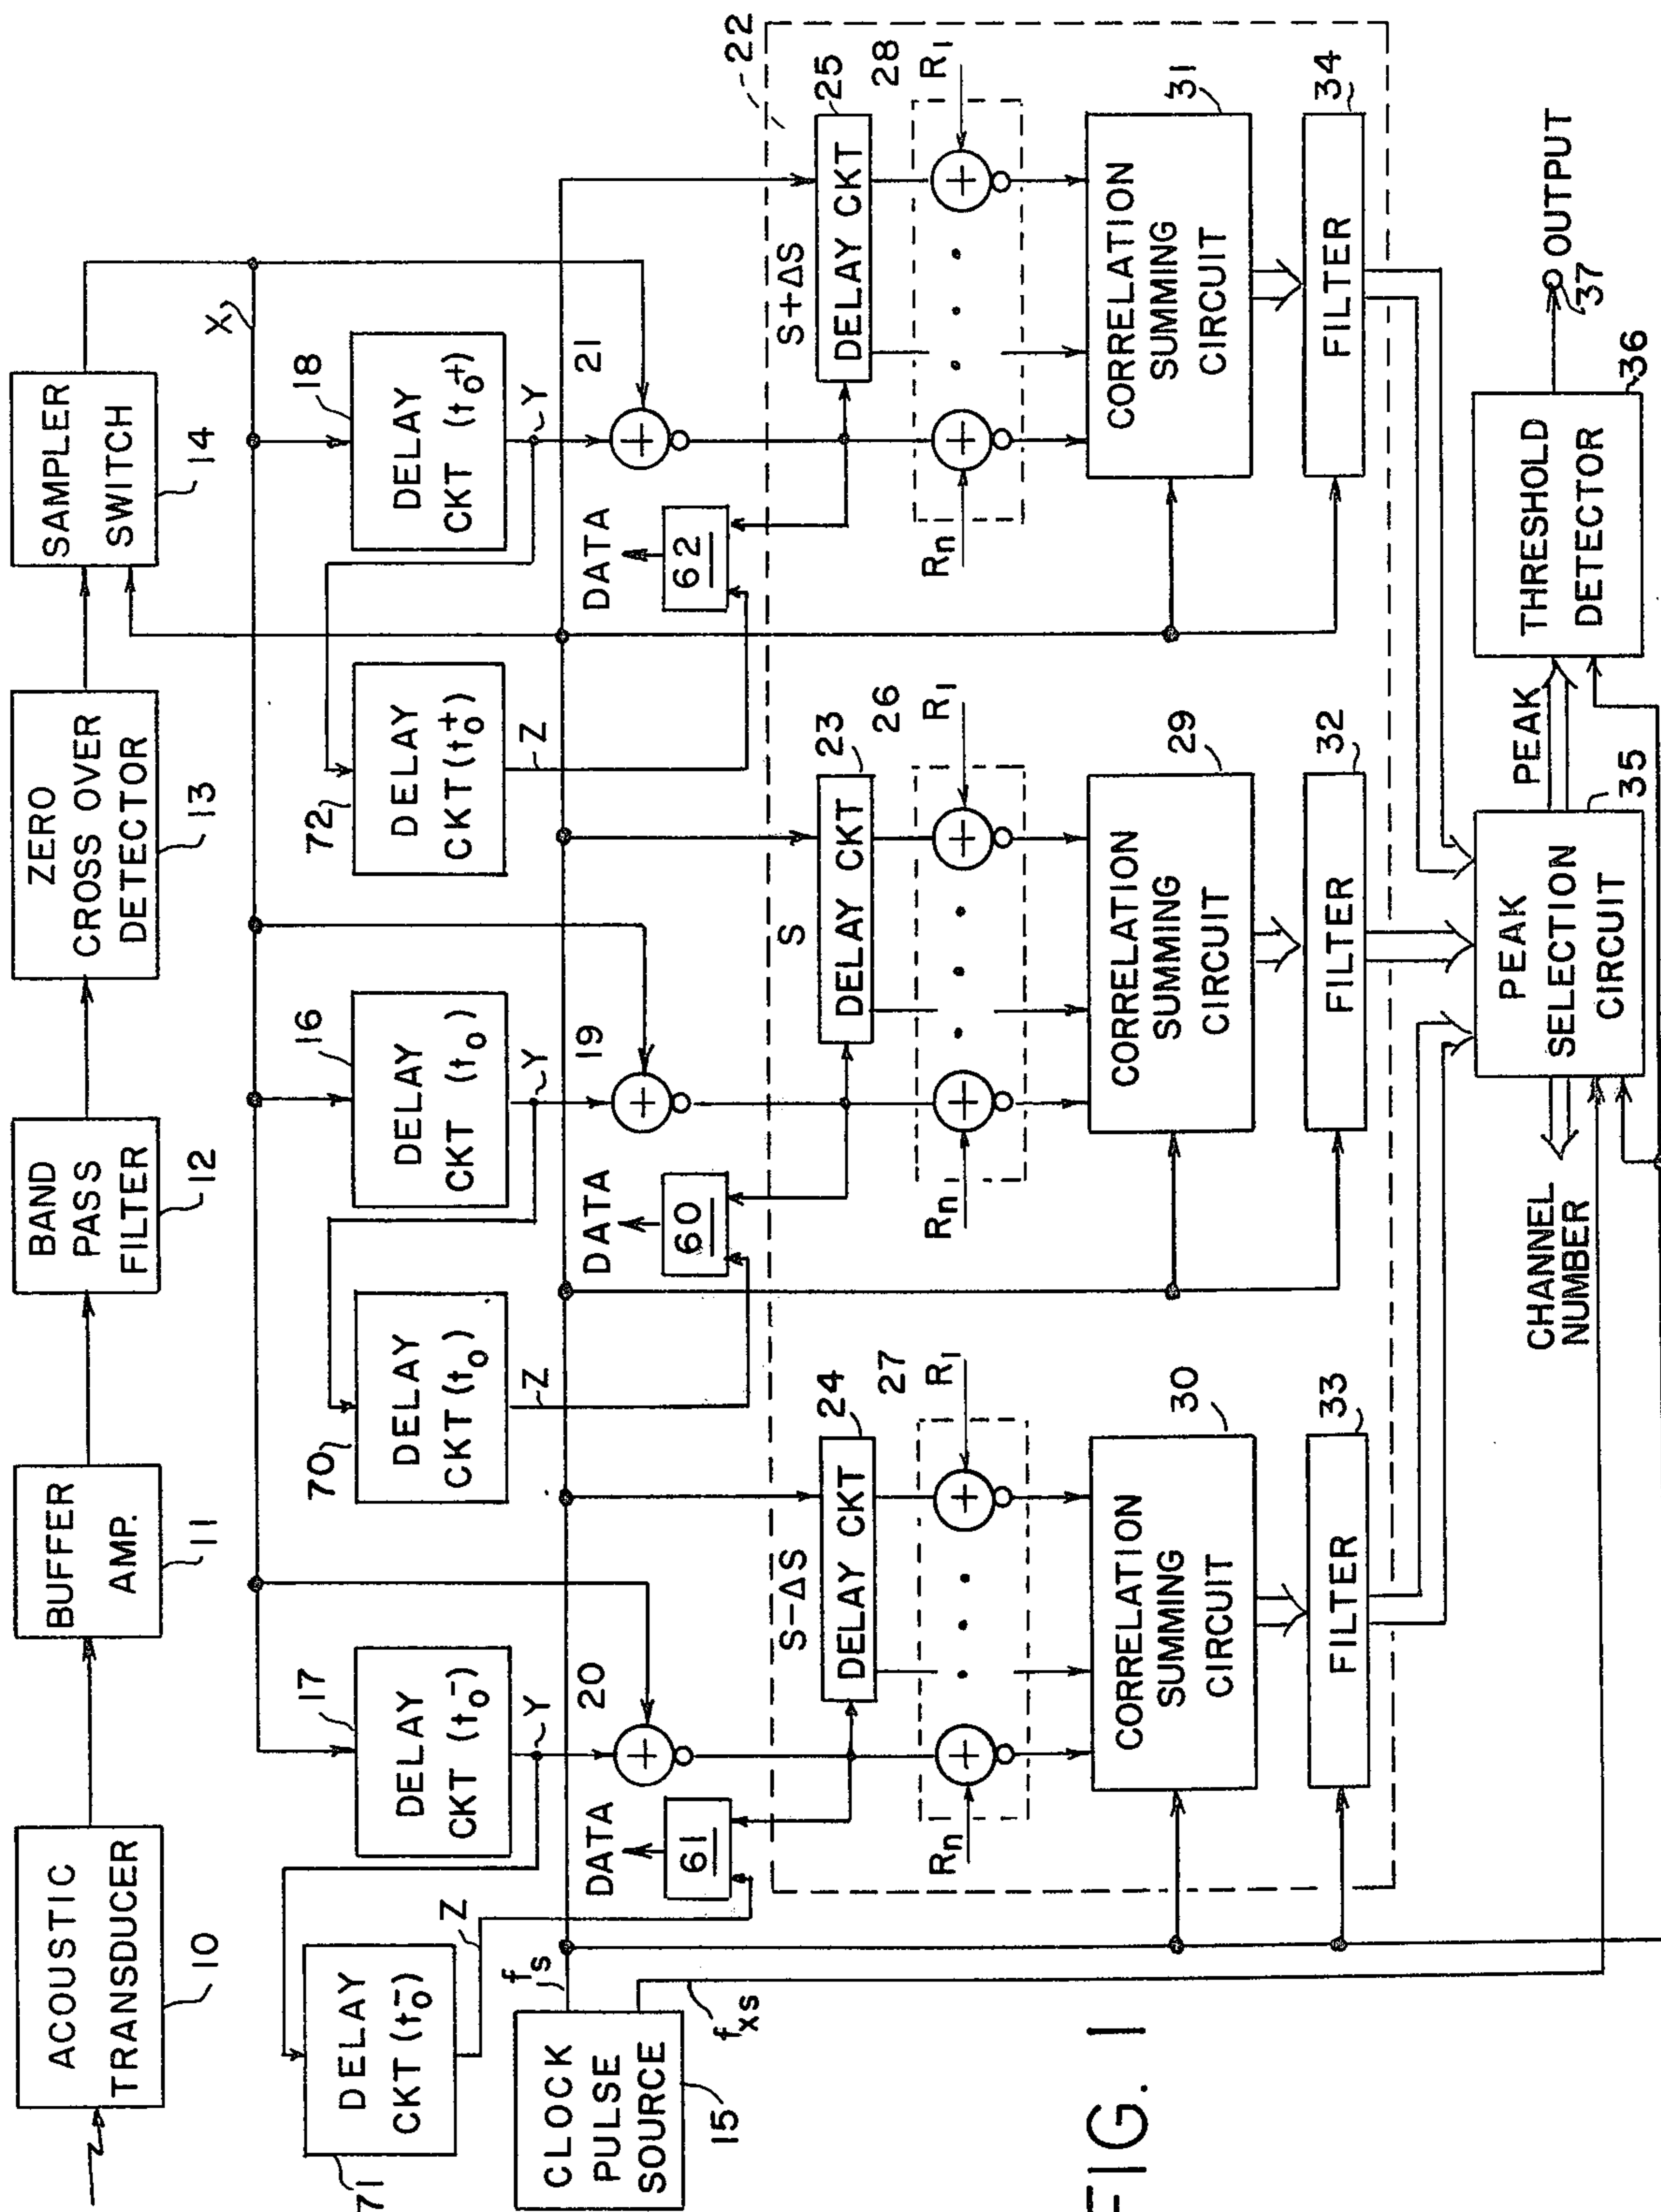 ACOUSTIC
TRANSDUCER
10
BUFFER
AMP.
11
BAND
PASS
FILTER
12
ZERO
CROSS OVER
DETECTOR
13
SAMPLER
SWITCH
14
X
71
DELAY
CKT (t₀⁻)
Z
17
DELAY
CKT (t₀⁻)
Y
20
70
DELAY
CKT (t₀)
Z
16
DELAY
CKT (t₀)
Y
19
72
DELAY
CKT (t₀⁺)
Z
18
DELAY
CKT (t₀⁺)
Y
21
CLOCK
PULSE
SOURCE
15
fₛ
fₓₛ
DATA
61
DATA
60
DATA
62
22
S-ΔS
DELAY CKT
24
S
DELAY CKT
23
S+ΔS
DELAY CKT
25
Rₙ
R₁
27
Rₙ
R₁
26
Rₙ
R₁
28
CORRELATION
SUMMING
CIRCUIT
30
CORRELATION
SUMMING
CIRCUIT
29
CORRELATION
SUMMING
CIRCUIT
31
FILTER
33
FILTER
32
FILTER
34
CHANNEL
NUMBER
PEAK
SELECTION
CIRCUIT
35
PEAK
THRESHOLD
DETECTOR
36
OUTPUT
37
FIG. 1